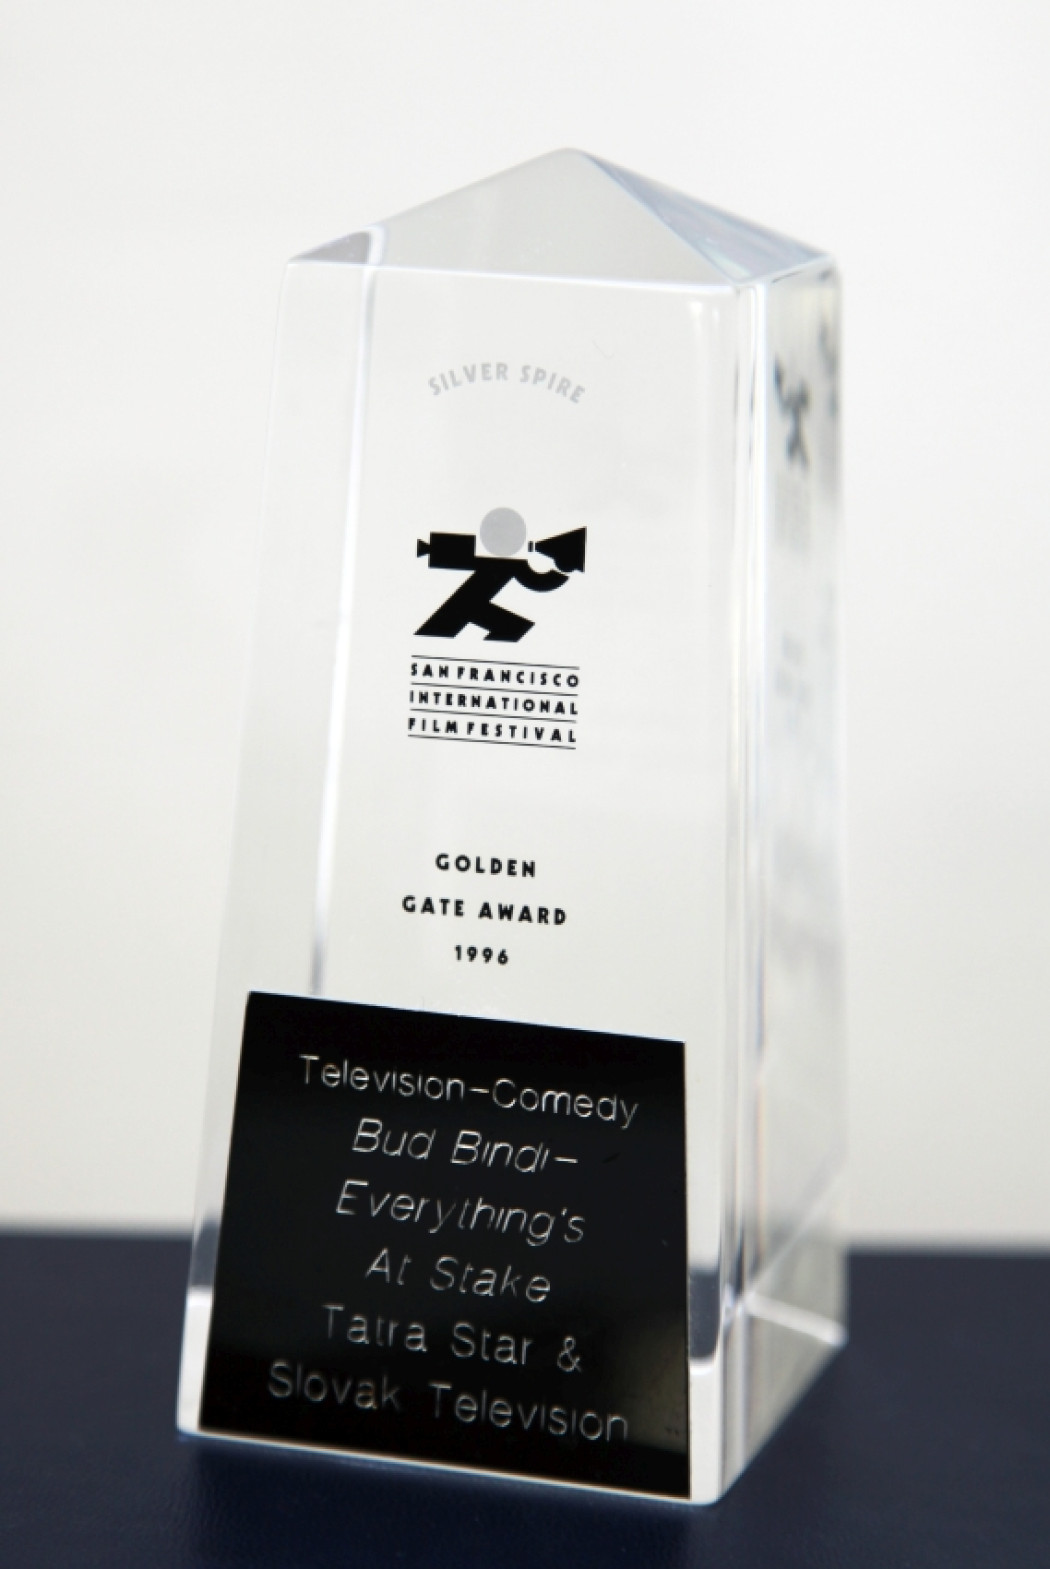 SILVER SPIRE
SAN FRANCISCO
INTERNATIONAL
FILM FESTIVAL
GOLDEN
GATE AWARD
1996
Television-Comedy
Bud Bindi-
Everything's
At Stake
Tatra Star &
Slovak Television